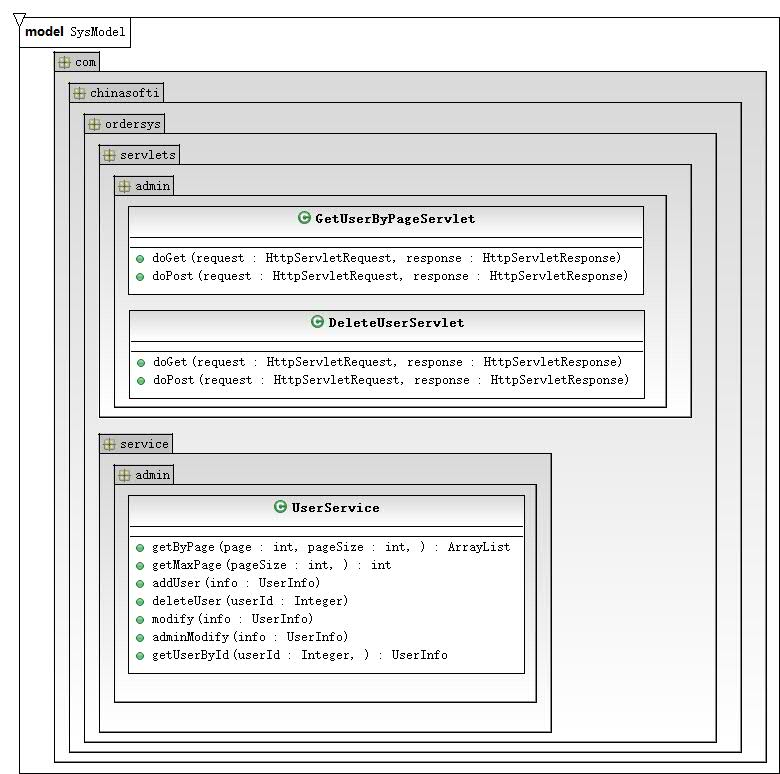 model SysModel
com
chinasofti
ordersys
servlets
admin
GetUserByPageServlet
doGet(request : HttpServletRequest, response : HttpServletResponse)
doPost(request : HttpServletRequest, response : HttpServletResponse)
DeleteUserServlet
doGet(request : HttpServletRequest, response : HttpServletResponse)
doPost(request : HttpServletRequest, response : HttpServletResponse)
service
admin
UserService
getByPage(page : int, pageSize : int, ) : ArrayList
getMaxPage(pageSize : int, ) : int
addUser(info : UserInfo)
deleteUser(userId : Integer)
modify(info : UserInfo)
adminModify(info : UserInfo)
getUserById(userId : Integer, ) : UserInfo